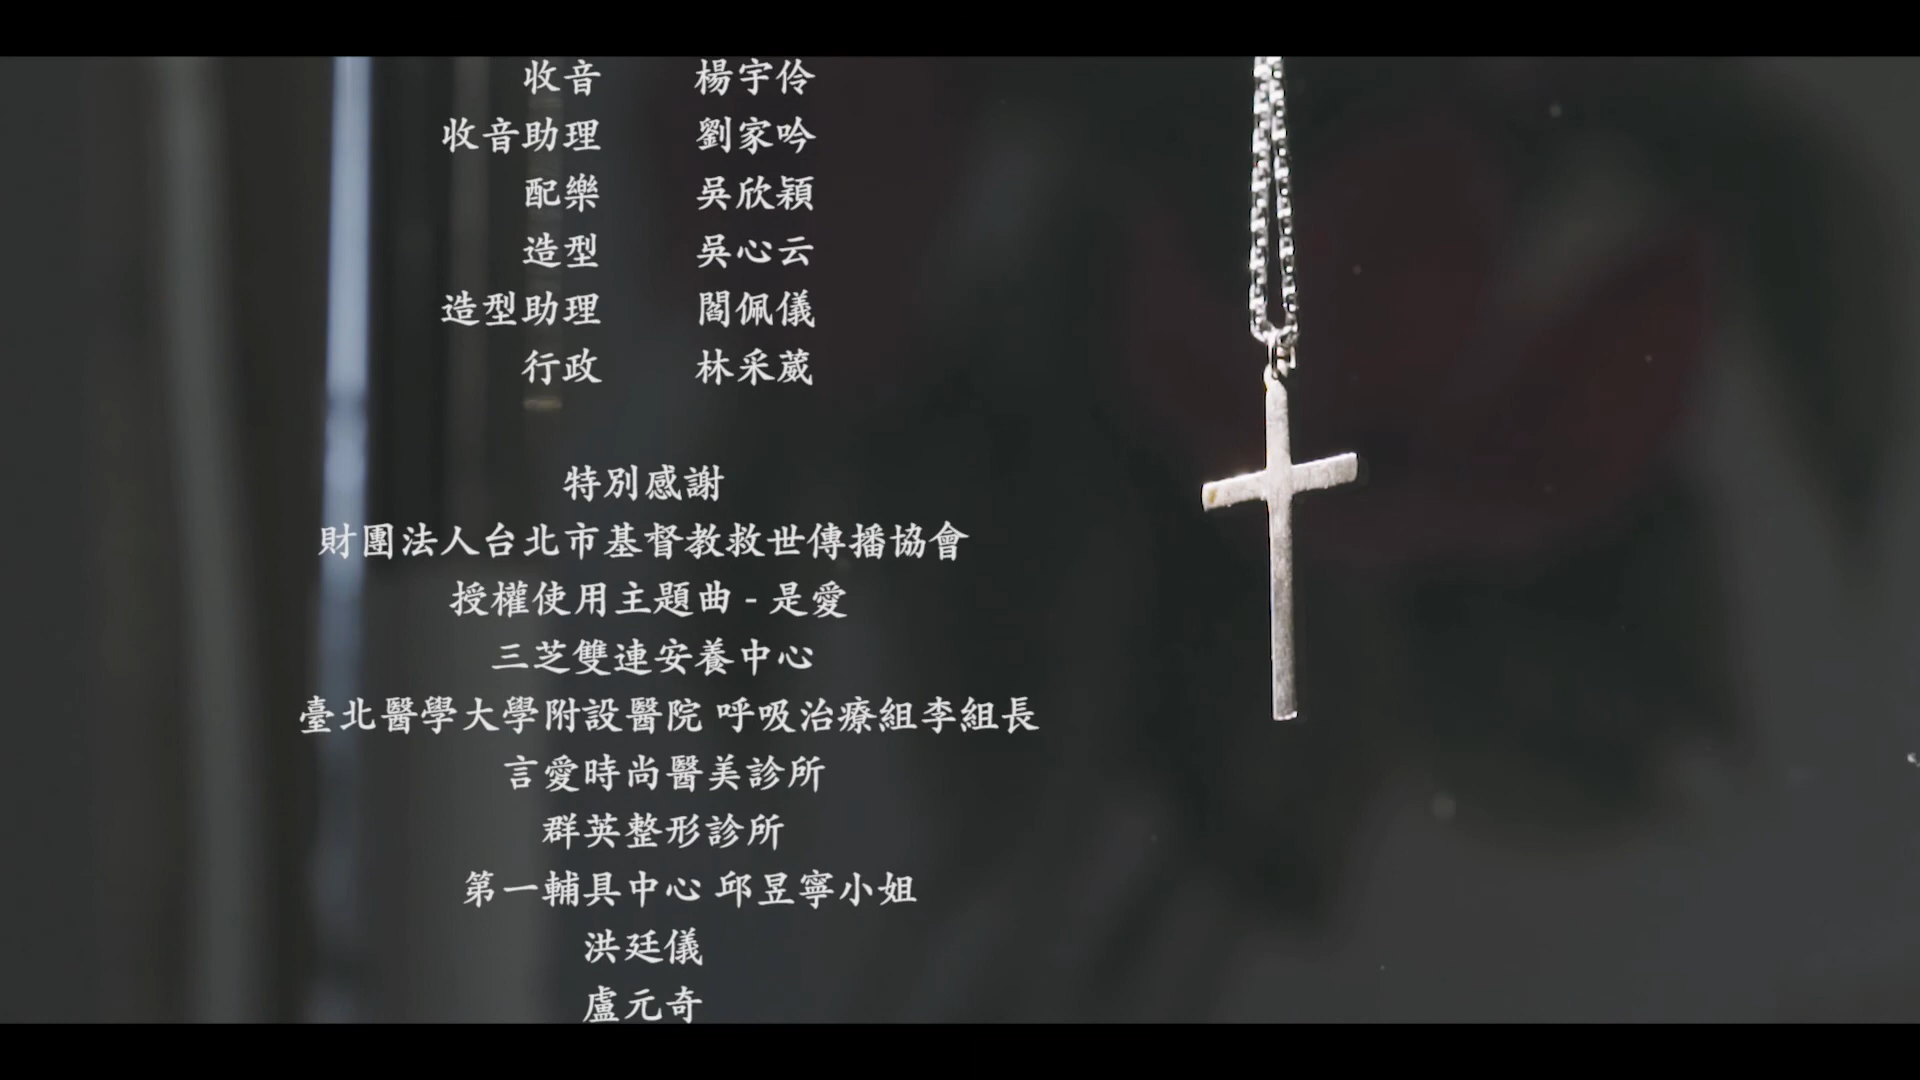 收音 楊宇伶
收音助理 劉家吟
配樂 吳欣穎
造型 吳心云
造型助理 閻佩儀
行政 林采葳
特別感謝
財團法人台北市基督教救世傳播協會
授權使用主題曲 - 是愛
三芝雙連安養中心
臺北醫學大學附設醫院 呼吸治療組李組長
言愛時尚醫美診所
群英整形診所
第一輔具中心 邱昱寧小姐
洪廷儀
盧元奇